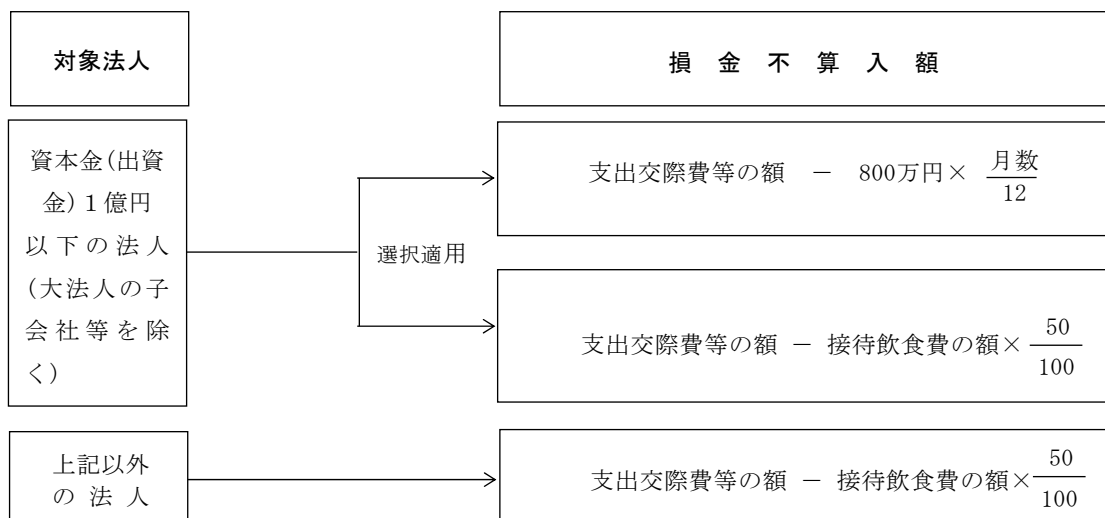 対象法人
損金不算入額
資本金(出資
金)1億円
以下の法人
(大法人の子
会社等を除
く)
選択適用
支出交際費等の額 － 800万円× 月数
12
支出交際費等の額 － 接待飲食費の額× 50
100
上記以外
の法人
支出交際費等の額 － 接待飲食費の額× 50
100